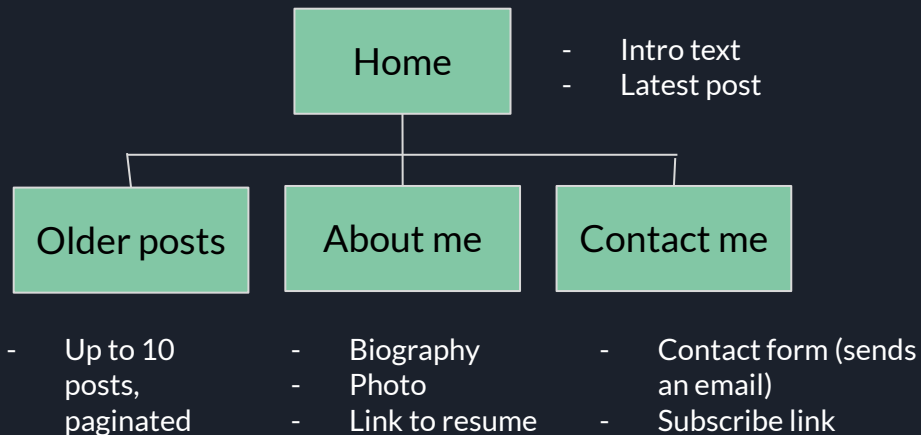 Home
- Intro text
- Latest post
Older posts
About me
Contact me
- Up to 10
posts,
paginated
- Biography
- Photo
- Link to resume
- Contact form (sends
an email)
- Subscribe link